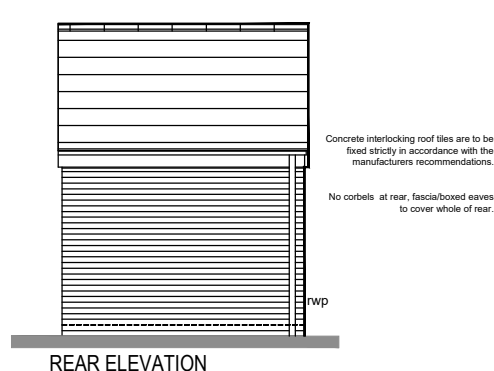 Concrete interlocking roof tiles are to be
fixed strictly in accordance with the
manufacturers recommendations.
No corbels at rear, fascia/boxed eaves
to cover whole of rear.
rwp
REAR ELEVATION